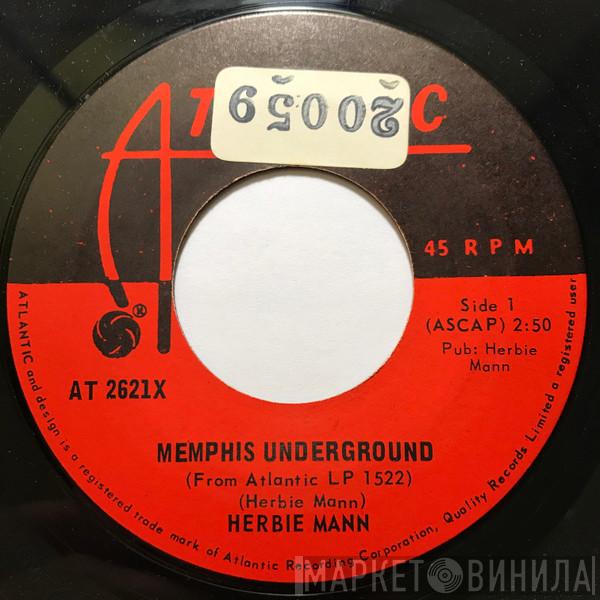 AT C
20059
45 RPM
Side 1
(ASCAP) 2:50
Pub: Herbie
Mann
®
AT 2621X
MEMPHIS UNDERGROUND
(From Atlantic LP 1522)
(Herbie Mann)
HERBIE MANN
ATLANTIC and design is a registered trade mark of Atlantic Recording Corporation, Quality Records Limited a registered user
МАРКЕТ ВИНИЛА